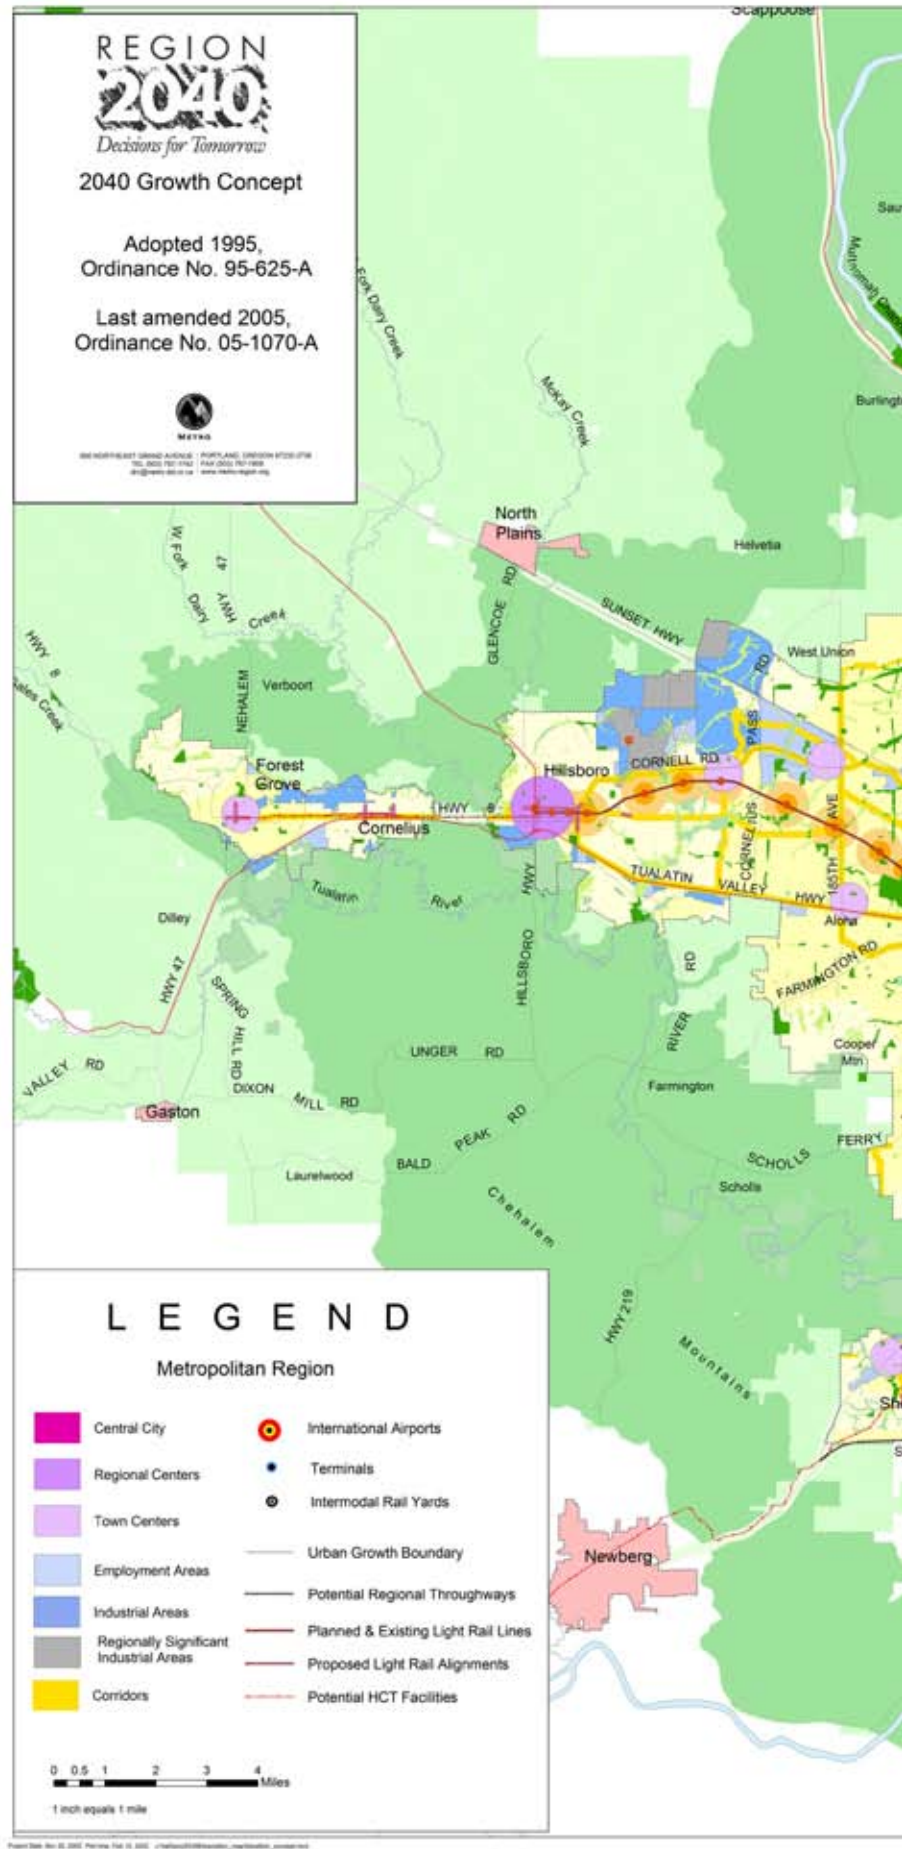 Scappoose
REGION
2040
Decisions for Tomorrow
2040 Growth Concept
Adopted 1995,
Ordinance No. 95-625-A
Last amended 2005,
Ordinance No. 05-1070-A
METRO
Fork Dairy Creek
McKay Creek
Burlingt
North
Plains
Helvetia
W. Fork
Dairy
Creek
HWY 47
GLENCOE RD
SUNSET HWY
West Union
HWY 8
Verboort
NEHALEM
PASS
RD
Forest
Grove
Hillsboro
CORNELL RD
HWY 8
Cornelius
CORNELIUS
185TH AVE
TUALATIN VALLEY HWY
Tualatin River
HWY
Aloha
Dilley
HILLSBORO
RD
FARMINGTON RD
HWY 47
SPRING HILL RD
RIVER
Cooper
Mtn
UNGER RD
VALLEY RD
DIXON MILL RD
Farmington
Gaston
BALD PEAK RD
SCHOLLS FERRY
Laurelwood
Scholls
Chehalem
HWY 219
Mountains
Newberg
LEGEND
Metropolitan Region
Central City
Regional Centers
Town Centers
Employment Areas
Industrial Areas
Regionally Significant
Industrial Areas
Corridors
International Airports
Terminals
Intermodal Rail Yards
Urban Growth Boundary
Potential Regional Throughways
Planned & Existing Light Rail Lines
Proposed Light Rail Alignments
Potential HCT Facilities
0 0.5 1 2 3 4
Miles
1 inch equals 1 mile